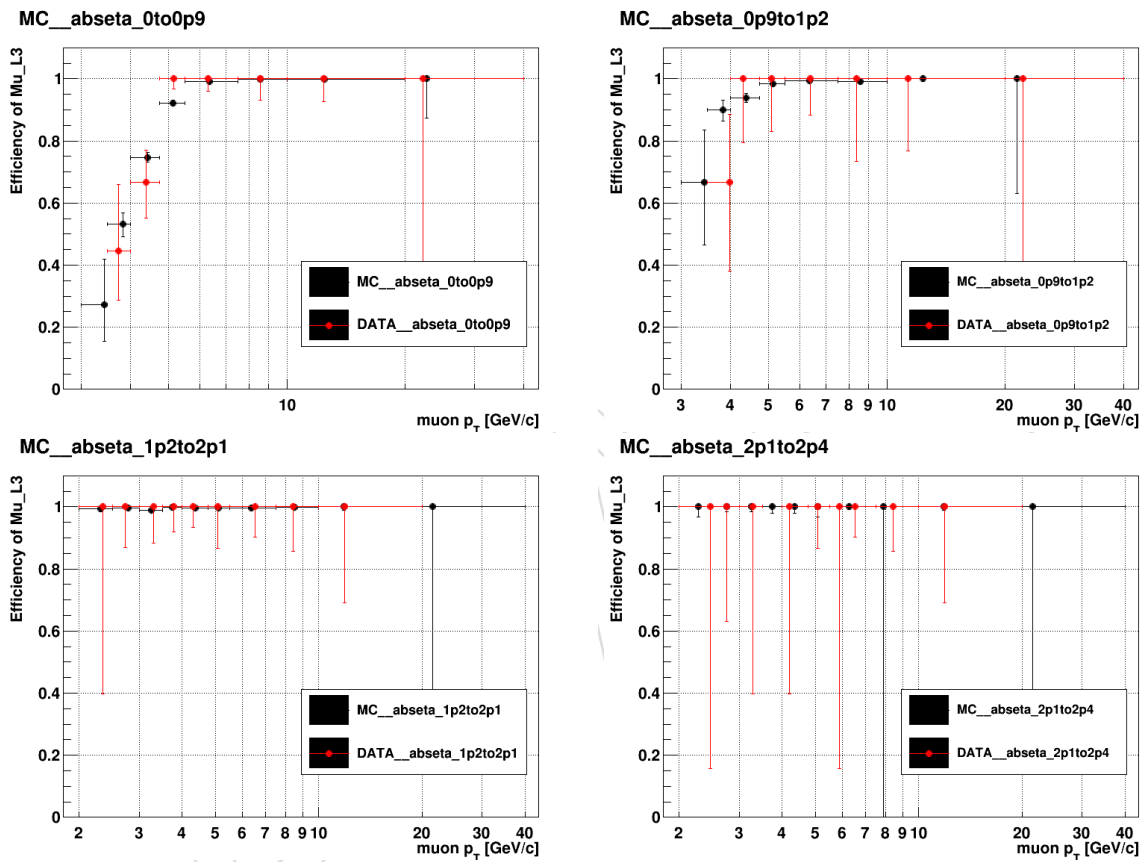 MC__abseta_0to0p9
Efficiency of Mu_L3
1
0.8
0.6
0.4
0.2
0
MC__abseta_0to0p9
DATA__abseta_0to0p9
10
muon pT [GeV/c]
MC__abseta_0p9to1p2
Efficiency of Mu_L3
1
0.8
0.6
0.4
0.2
0
MC__abseta_0p9to1p2
DATA__abseta_0p9to1p2
3 4 5 6 7 8 9 10 20 30 40
muon pT [GeV/c]
MC__abseta_1p2to2p1
Efficiency of Mu_L3
1
0.8
0.6
0.4
0.2
0
MC__abseta_1p2to2p1
DATA__abseta_1p2to2p1
2 3 4 5 6 7 8 9 10 20 30 40
muon pT [GeV/c]
MC__abseta_2p1to2p4
Efficiency of Mu_L3
1
0.8
0.6
0.4
0.2
0
MC__abseta_2p1to2p4
DATA__abseta_2p1to2p4
2 3 4 5 6 7 8 9 10 20 30 40
muon pT [GeV/c]